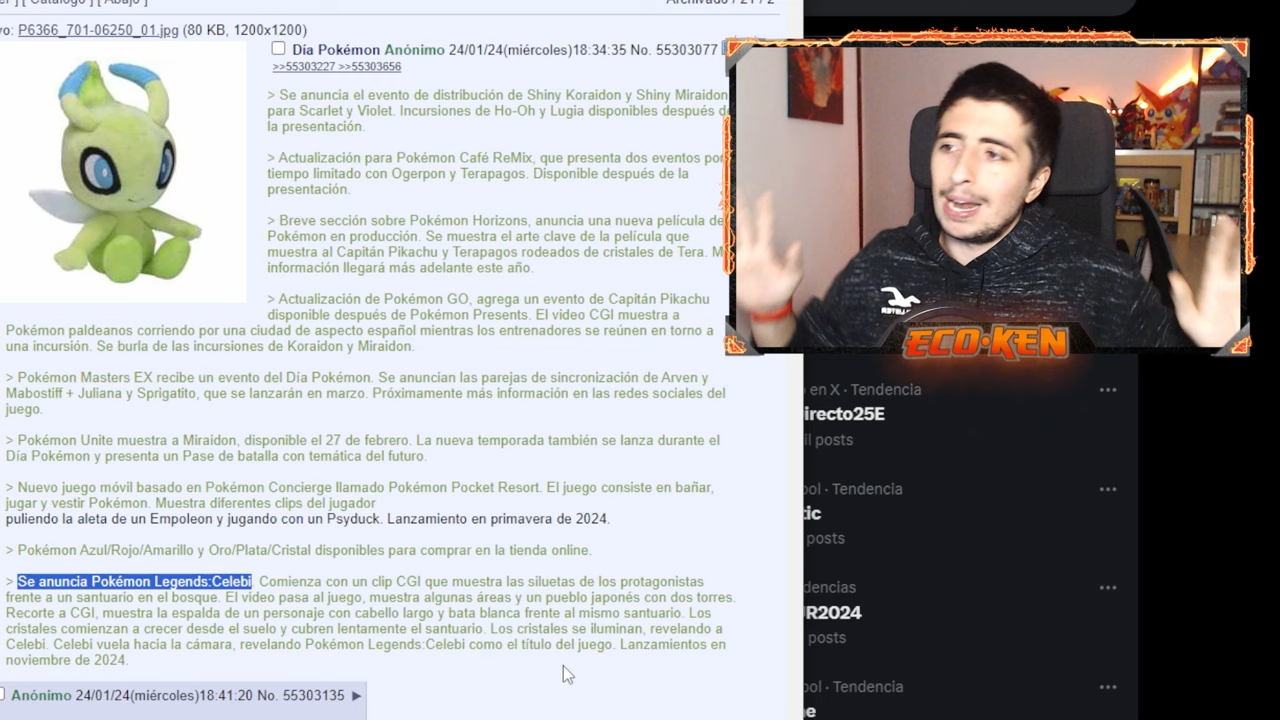 ] [ Catálogo ] [ Abajo ]
Archivado / 21 / 2
vo: P6366_701-06250_01.jpg (80 KB, 1200x1200)
Día Pokémon Anónimo 24/01/24(miércoles)18:34:35 No. 55303077
>>55303227 >>55303656
> Se anuncia el evento de distribución de Shiny Koraidon y Shiny Miraidon
para Scarlet y Violet. Incursiones de Ho-Oh y Lugia disponibles después de
la presentación.
> Actualización para Pokémon Café ReMix, que presenta dos eventos por
tiempo limitado con Ogerpon y Terapagos. Disponible después de la
presentación.
> Breve sección sobre Pokémon Horizons, anuncia una nueva película de
Pokémon en producción. Se muestra el arte clave de la película que
muestra al Capitán Pikachu y Terapagos rodeados de cristales de Tera. M
información llegará más adelante este año.
> Actualización de Pokémon GO, agrega un evento de Capitán Pikachu
disponible después de Pokémon Presents. El video CGI muestra a
Pokémon paldeanos corriendo por una ciudad de aspecto español mientras los entrenadores se reúnen en torno a
una incursión. Se burla de las incursiones de Koraidon y Miraidon.
> Pokémon Masters EX recibe un evento del Día Pokémon. Se anuncian las parejas de sincronización de Arven y
Mabostiff + Juliana y Sprigatito, que se lanzarán en marzo. Próximamente más información en las redes sociales del
juego.
> Pokémon Unite muestra a Miraidon, disponible el 27 de febrero. La nueva temporada también se lanza durante el
Día Pokémon y presenta un Pase de batalla con temática del futuro.
> Nuevo juego móvil basado en Pokémon Concierge llamado Pokémon Pocket Resort. El juego consiste en bañar,
jugar y vestir Pokémon. Muestra diferentes clips del jugador
puliendo la aleta de un Empoleon y jugando con un Psyduck. Lanzamiento en primavera de 2024.
> Pokémon Azul/Rojo/Amarillo y Oro/Plata/Cristal disponibles para comprar en la tienda online.
> Se anuncia Pokémon Legends:Celebi. Comienza con un clip CGI que muestra las siluetas de los protagonistas
frente a un santuario en el bosque. El video pasa al juego, muestra algunas áreas y un pueblo japonés con dos torres.
Recorte a CGI, muestra la espalda de un personaje con cabello largo y bata blanca frente al mismo santuario. Los
cristales comienzan a crecer desde el suelo y cubren lentamente el santuario. Los cristales se iluminan, revelando a
Celebi. Celebi vuela hacia la cámara, revelando Pokémon Legends:Celebi como el título del juego. Lanzamientos en
noviembre de 2024.
Anónimo 24/01/24(miércoles)18:41:20 No. 55303135 ▶
ECO·KEN
en X · Tendencia
irecto25E
il posts
ool · Tendencia
tic
posts
dencias
UR2024
posts
ool · Tendencia
ne